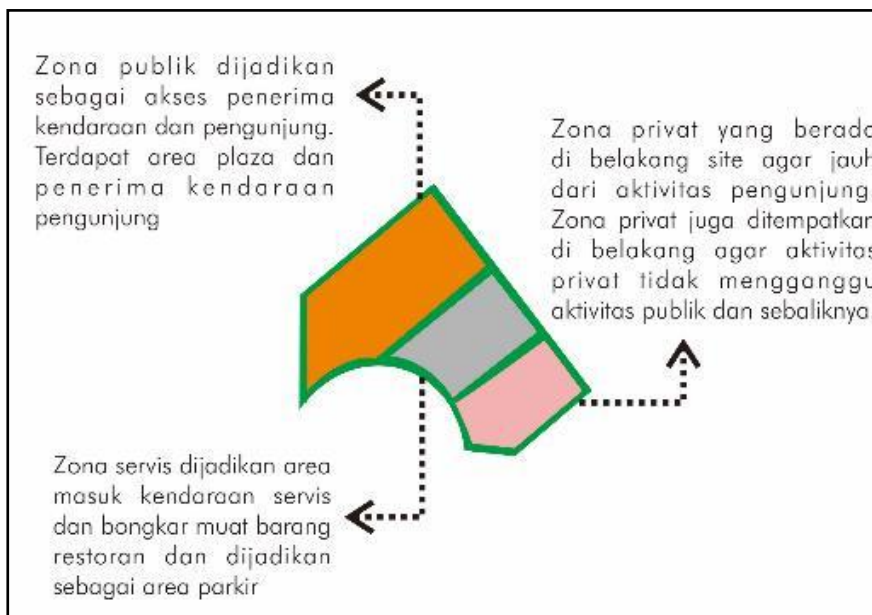 Zona publik dijadikan
sebagai akses penerima
kendaraan dan pengunjung.
Terdapat area plaza dan
penerima kendaraan
pengunjung
Zona privat yang berada
di belakang site agar jauh
dari aktivitas pengunjung
Zona privat juga ditempatkan
di belakang agar aktivitas
privat tidak mengganggu
aktivitas publik dan sebaliknya
Zona servis dijadikan area
masuk kendaraan servis
dan bongkar muat barang
restoran dan dijadikan
sebagai area parkir